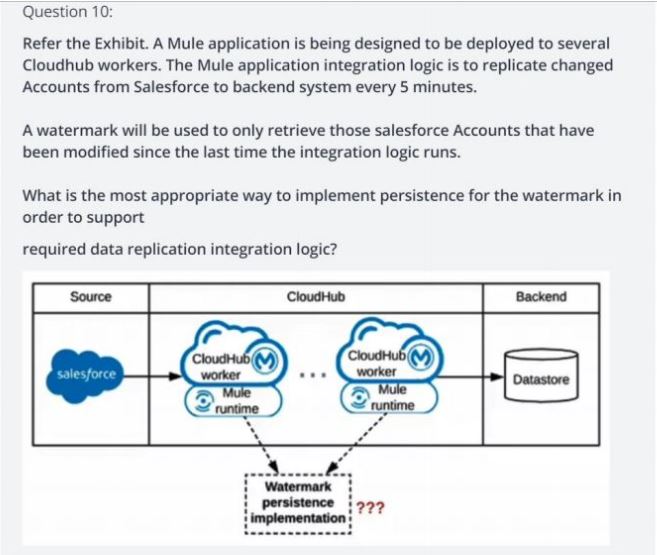 Question 10:
Refer the Exhibit. A Mule application is being designed to be deployed to several
Cloudhub workers. The Mule application integration logic is to replicate changed
Accounts from Salesforce to backend system every 5 minutes.
A watermark will be used to only retrieve those salesforce Accounts that have
been modified since the last time the integration logic runs.
What is the most appropriate way to implement persistence for the watermark in
order to support
required data replication integration logic?
Source
CloudHub
Backend
salesforce
CloudHub
worker
Mule
runtime
...
CloudHub
worker
Mule
runtime
Datastore
Watermark
persistence
implementation
???